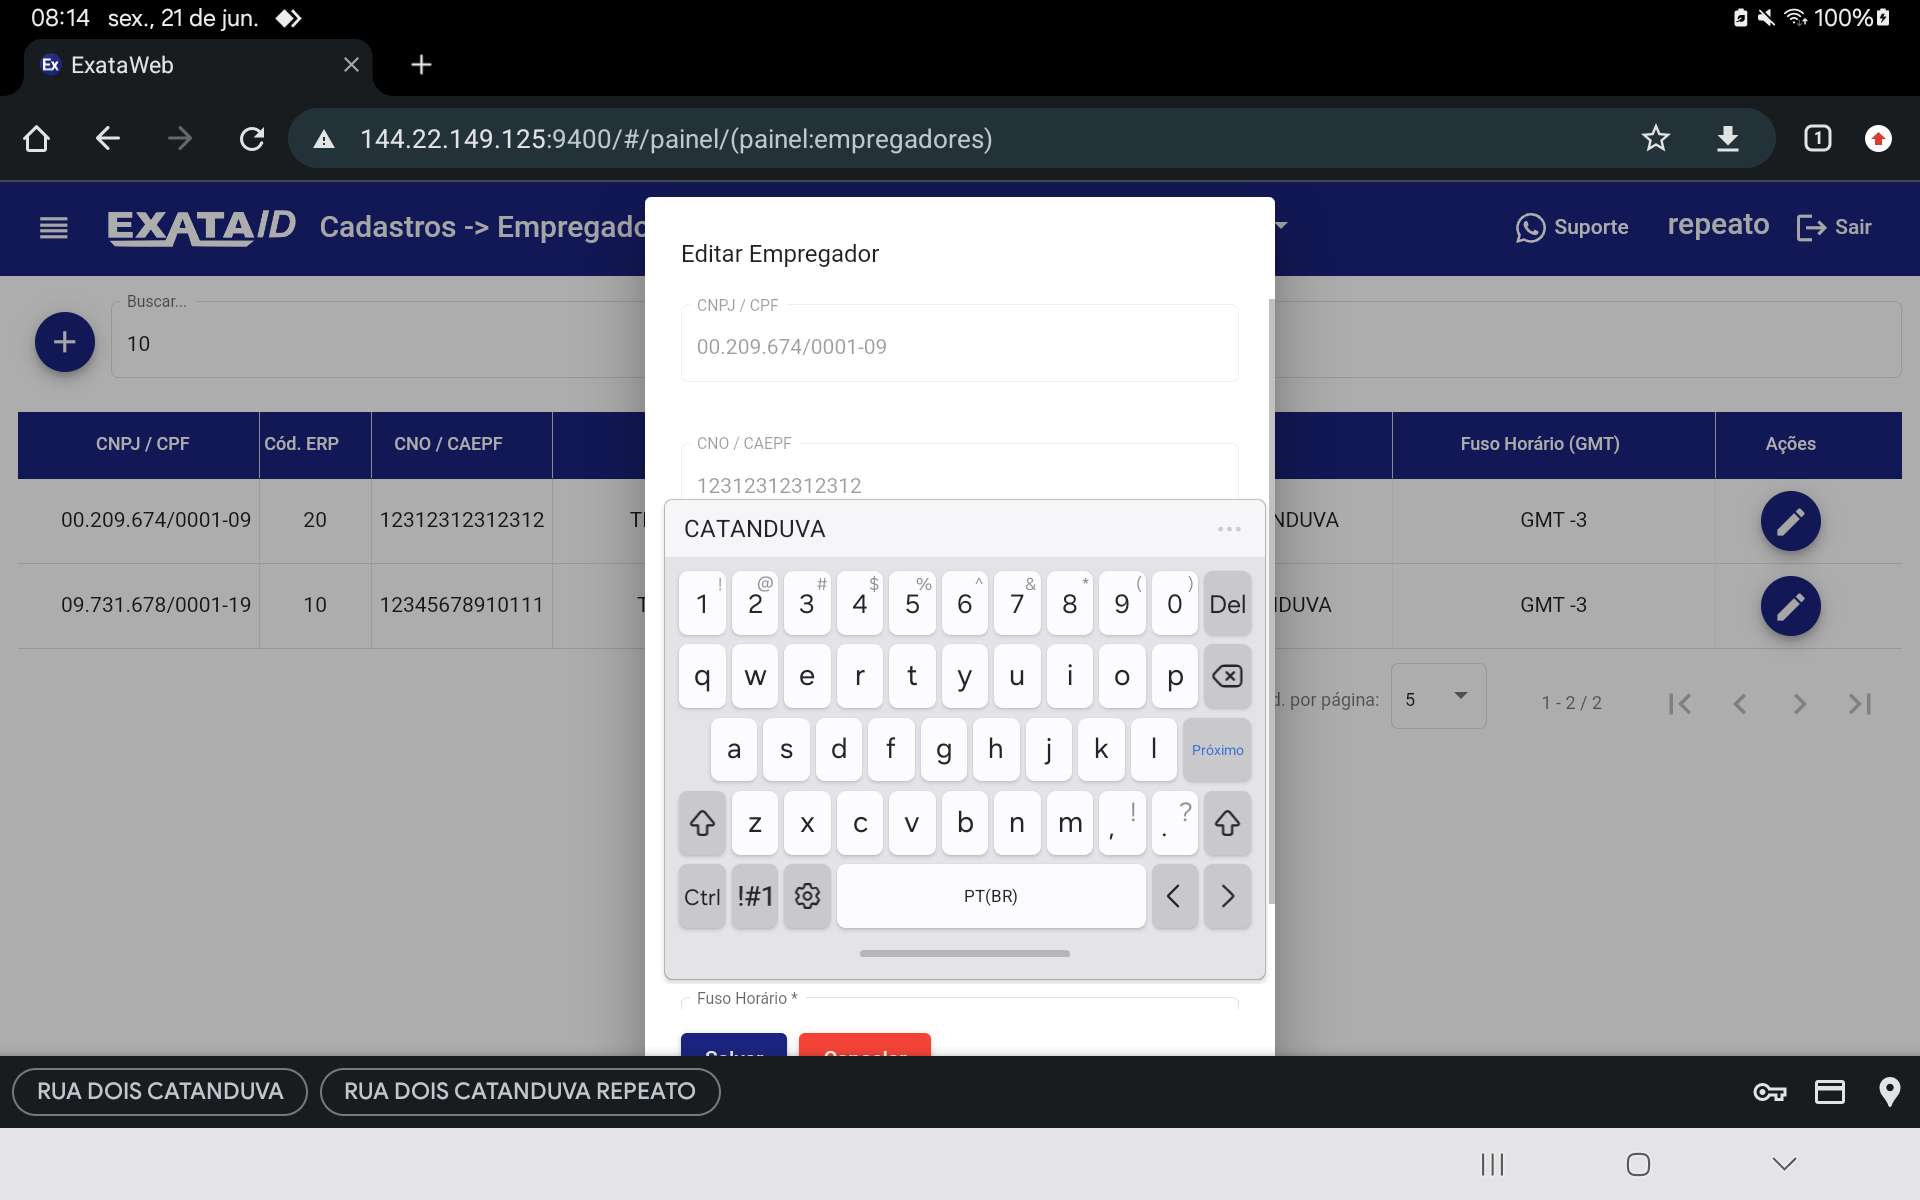 08:14 sex., 21 de jun. 100%
Ex ExataWeb
144.22.149.125:9400/#/painel/(painel:empregadores) 1
EXATAID Cadastros -> Empregado Suporte repeato Sair
Editar Empregador
Buscar...
10
CNPJ / CPF
00.209.674/0001-09
CNO / CAEPF
12312312312312
CNPJ / CPF Cód. ERP CNO / CAEPF Fuso Horário (GMT) Ações
00.209.674/0001-09 20 12312312312312 NDUVA GMT -3
09.731.678/0001-19 10 12345678910111 T DUVA GMT -3
d. por página: 5 1 - 2 / 2
CATANDUVA ...
! @ # $ % ^ & * ( )
1 2 3 4 5 6 7 8 9 0 Del
q w e r t y u i o p
a s d f g h j k l Próximo
z x c v b n m , ! . ?
Ctrl !#1 PT(BR) < >
Fuso Horário *
Salvar Cancelar
RUA DOIS CATANDUVA RUA DOIS CATANDUVA REPEATO